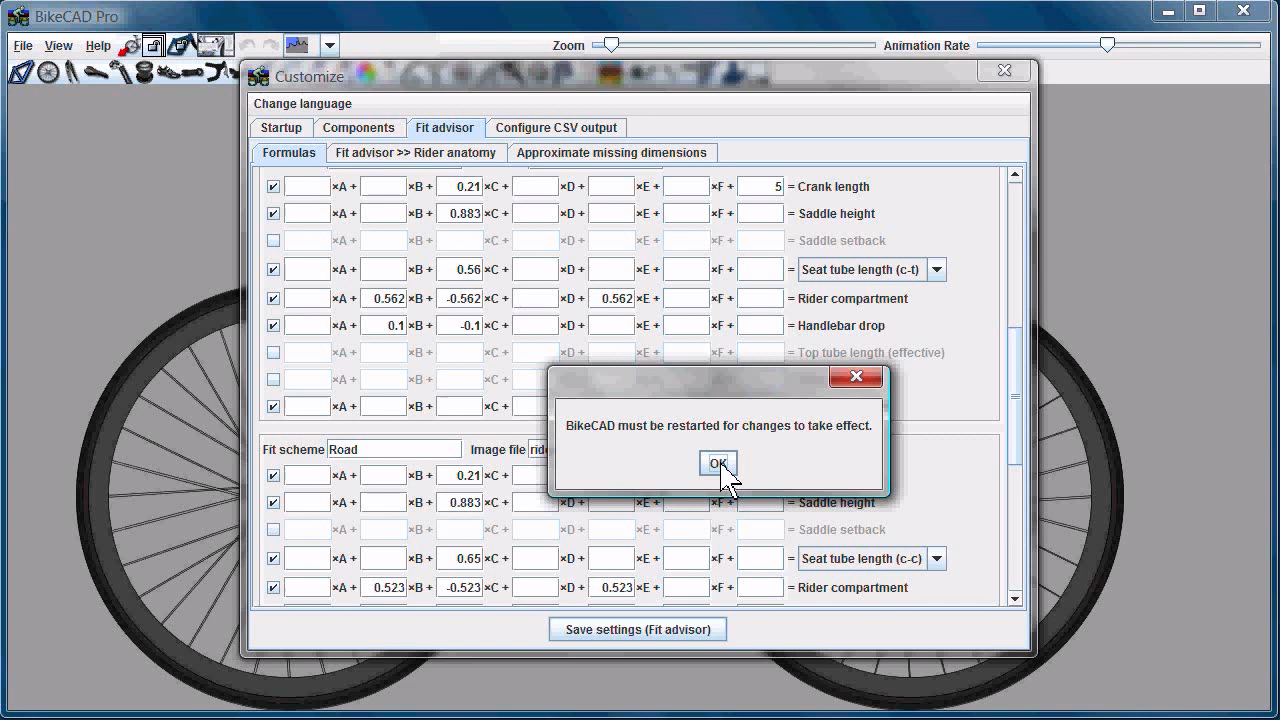 BikeCAD Pro
File View Help Zoom Animation Rate
Customize
Change language
Startup Components Fit advisor Configure CSV output
Formulas Fit advisor >> Rider anatomy Approximate missing dimensions
×A + ×B + 0.21 ×C + ×D + ×E + ×F + 5 = Crank length
×A + ×B + 0.883 ×C + ×D + ×E + ×F + = Saddle height
×A + ×B + ×C + ×D + ×E + ×F + = Saddle setback
×A + ×B + 0.56 ×C + ×D + ×E + ×F + = Seat tube length (c-t)
×A + 0.562 ×B + -0.562 ×C + ×D + 0.562 ×E + ×F + = Rider compartment
×A + 0.1 ×B + -0.1 ×C + ×D + ×E + ×F + = Handlebar drop
×A + ×B + ×C + ×D + ×E + ×F + = Top tube length (effective)
×A + ×B + ×C +
×A + ×B + ×C +
BikeCAD must be restarted for changes to take effect.
OK
Fit scheme Road Image file
×A + ×B + 0.21 ×C +
×A + ×B + 0.883 ×C + ×D + ×E + ×F + = Saddle height
×A + ×B + ×C + ×D + ×E + ×F + = Saddle setback
×A + ×B + 0.65 ×C + ×D + ×E + ×F + = Seat tube length (c-c)
×A + 0.523 ×B + -0.523 ×C + ×D + 0.523 ×E + ×F + = Rider compartment
Save settings (Fit advisor)